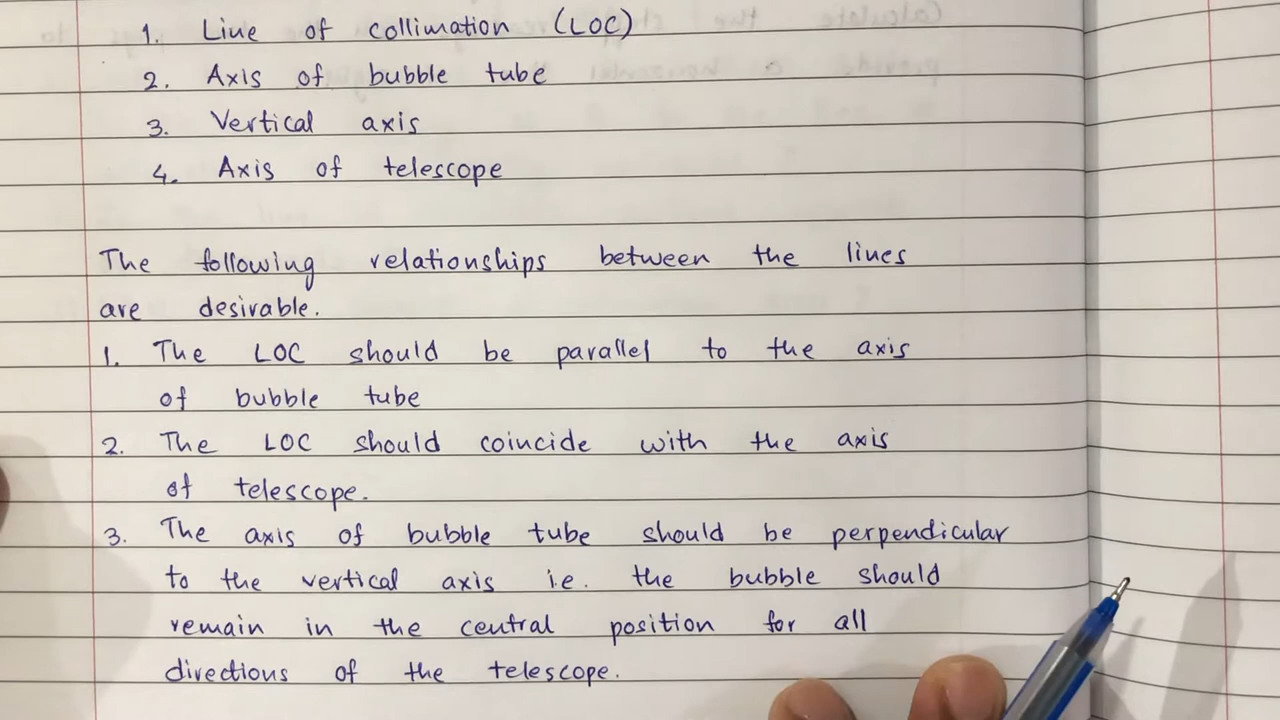 1. Line of collimation (LOC)
2. Axis of bubble tube
3. Vertical axis
4. Axis of telescope
The following relationships between the lines
are desirable.
1. The LOC should be parallel to the axis
of bubble tube
2. The LOC should coincide with the axis
of telescope.
3. The axis of bubble tube should be perpendicular
to the vertical axis i.e. the bubble should
remain in the central position for all
directions of the telescope.